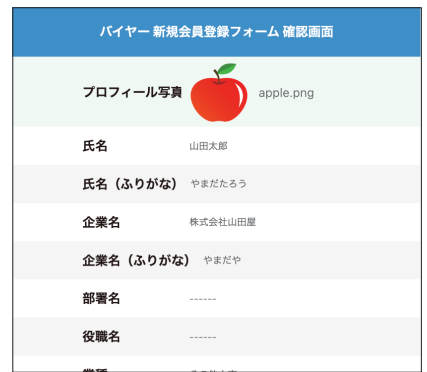 バイヤー 新規会員登録フォーム 確認画面
プロフィール写真 apple.png
氏名 山田太郎
氏名（ふりがな） やまだたろう
企業名 株式会社山田屋
企業名（ふりがな） やまだや
部署名 ------
役職名 ------